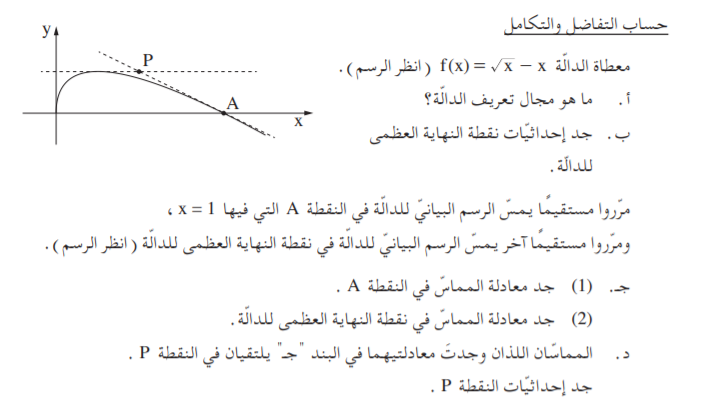 حساب التفاضل والتكامل
معطاة الدالّة f(x) = √x − x (انظر الرسم).
أ. ما هو مجال تعريف الدالّة؟
ب. جد إحداثيّات نقطة النهاية العظمى
للدالّة.
y
P
A
x
مرّروا مستقيمًا يمسّ الرسم البيانيّ للدالّة في النقطة A التي فيها x = 1 ،
ومرّروا مستقيمًا آخر يمسّ الرسم البيانيّ للدالّة في نقطة النهاية العظمى للدالّة (انظر الرسم).
جـ. (1) جد معادلة المماسّ في النقطة A .
(2) جد معادلة المماسّ في نقطة النهاية العظمى للدالّة.
د. المماسّان اللذان وجدتَ معادلتيهما في البند "جـ" يلتقيان في النقطة P .
جد إحداثيّات النقطة P .